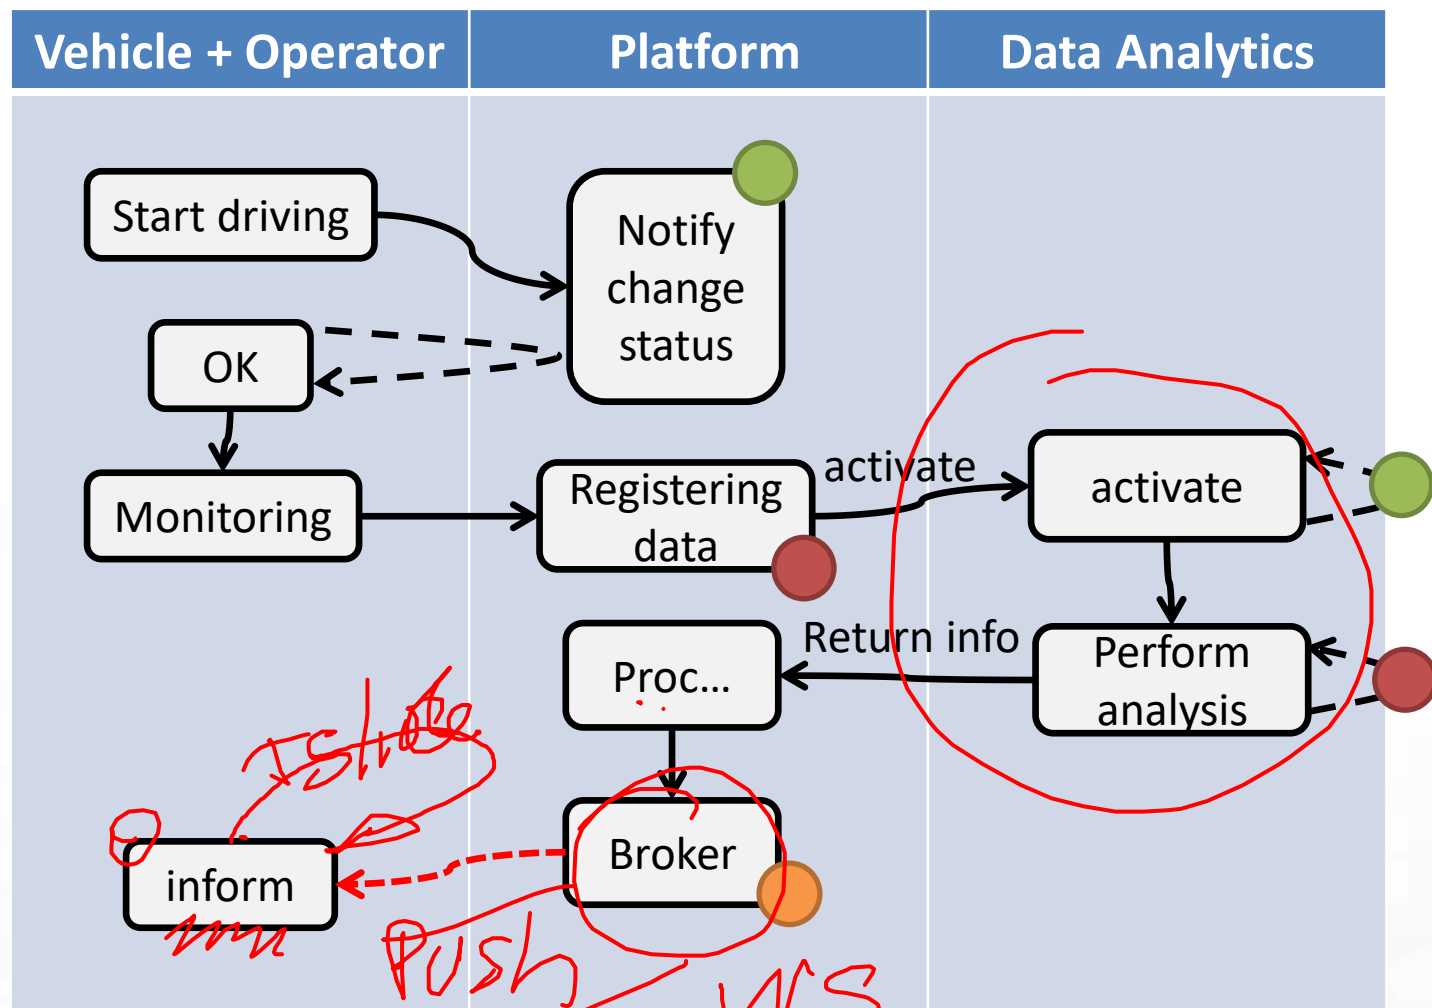 Vehicle + Operator
Platform
Data Analytics
Start driving
Notify
change
status
OK
Monitoring
Registering
data
activate
activate
Return info
Proc...
Perform
analysis
Broker
inform
Push